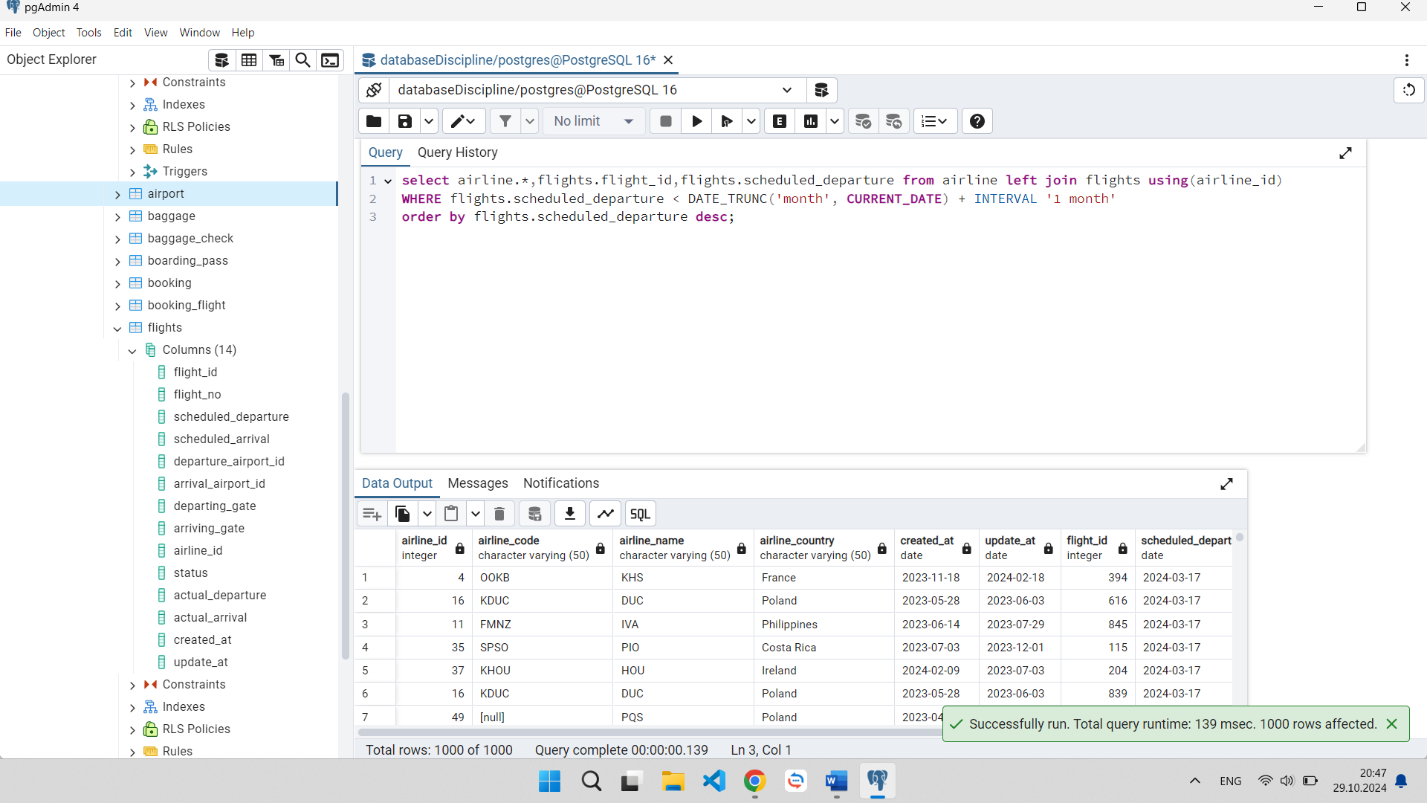 pgAdmin 4
File Object Tools Edit View Window Help
Object Explorer
Constraints
Indexes
RLS Policies
Rules
Triggers
airport
baggage
baggage_check
boarding_pass
booking
booking_flight
flights
Columns (14)
flight_id
flight_no
scheduled_departure
scheduled_arrival
departure_airport_id
arrival_airport_id
departing_gate
arriving_gate
airline_id
status
actual_departure
actual_arrival
created_at
update_at
Constraints
Indexes
RLS Policies
Rules
databaseDiscipline/postgres@PostgreSQL 16*
databaseDiscipline/postgres@PostgreSQL 16
No limit
E
Query Query History
1 select airline.*,flights.flight_id,flights.scheduled_departure from airline left join flights using(airline_id)
2 WHERE flights.scheduled_departure < DATE_TRUNC('month', CURRENT_DATE) + INTERVAL '1 month'
3 order by flights.scheduled_departure desc;
Data Output Messages Notifications
SQL
airline_id airline_code airline_name airline_country created_at update_at flight_id scheduled_depart
integer character varying (50) character varying (50) character varying (50) date date integer date
1 4 OOKB KHS France 2023-11-18 2024-02-18 394 2024-03-17
2 16 KDUC DUC Poland 2023-05-28 2023-06-03 616 2024-03-17
3 11 FMNZ IVA Philippines 2023-06-14 2023-07-29 845 2024-03-17
4 35 SPSO PIO Costa Rica 2023-07-03 2023-12-01 115 2024-03-17
5 37 KHOU HOU Ireland 2024-02-09 2023-07-03 204 2024-03-17
6 16 KDUC DUC Poland 2023-05-28 2023-06-03 839 2024-03-17
7 49 [null] PQS Poland 2023-04
Successfully run. Total query runtime: 139 msec. 1000 rows affected.
Total rows: 1000 of 1000 Query complete 00:00:00.139 Ln 3, Col 1
ENG
20:47
29.10.2024